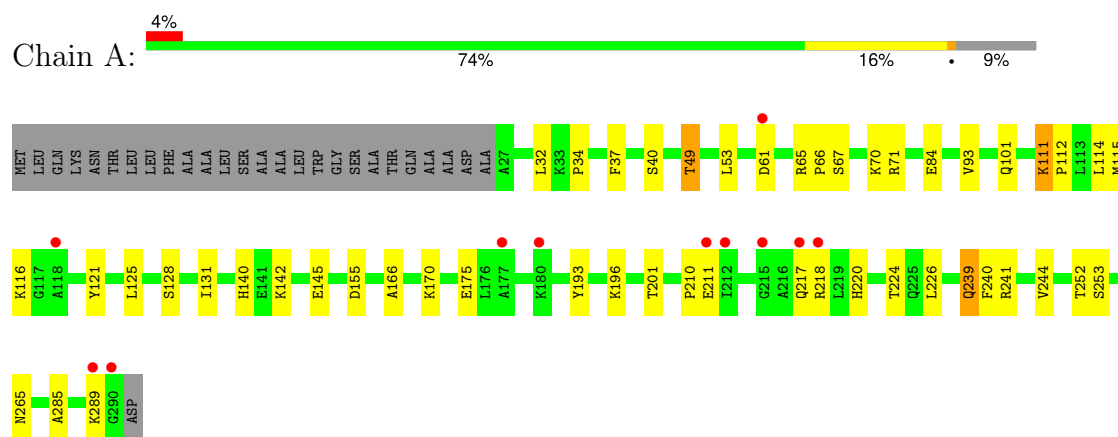 4%
Chain A:
74% 16% • 9%
MET LEU GLN LYS ASN THR LEU LEU PHE ALA ALA LEU SER ALA ALA LEU TRP GLY SER ALA THR GLN ALA ALA ASP ALA A27 L32 K33 P34 F37 S40 T49 L53 D61 R65 P66 S67 K70 R71 E84 V93 Q101 K111 P112 L113 L114 M115
K116 G117 A118 Y121 L125 S128 I131 H140 E141 K142 E145 D155 A166 K170 E175 L176 A177 K180 Y193 K196 T201 P210 E211 I212 G215 A216 Q217 R218 L219 H220 T224 Q225 L226 Q239 F240 R241 V244 T252 S253
N265 A285 K289 G290 ASP